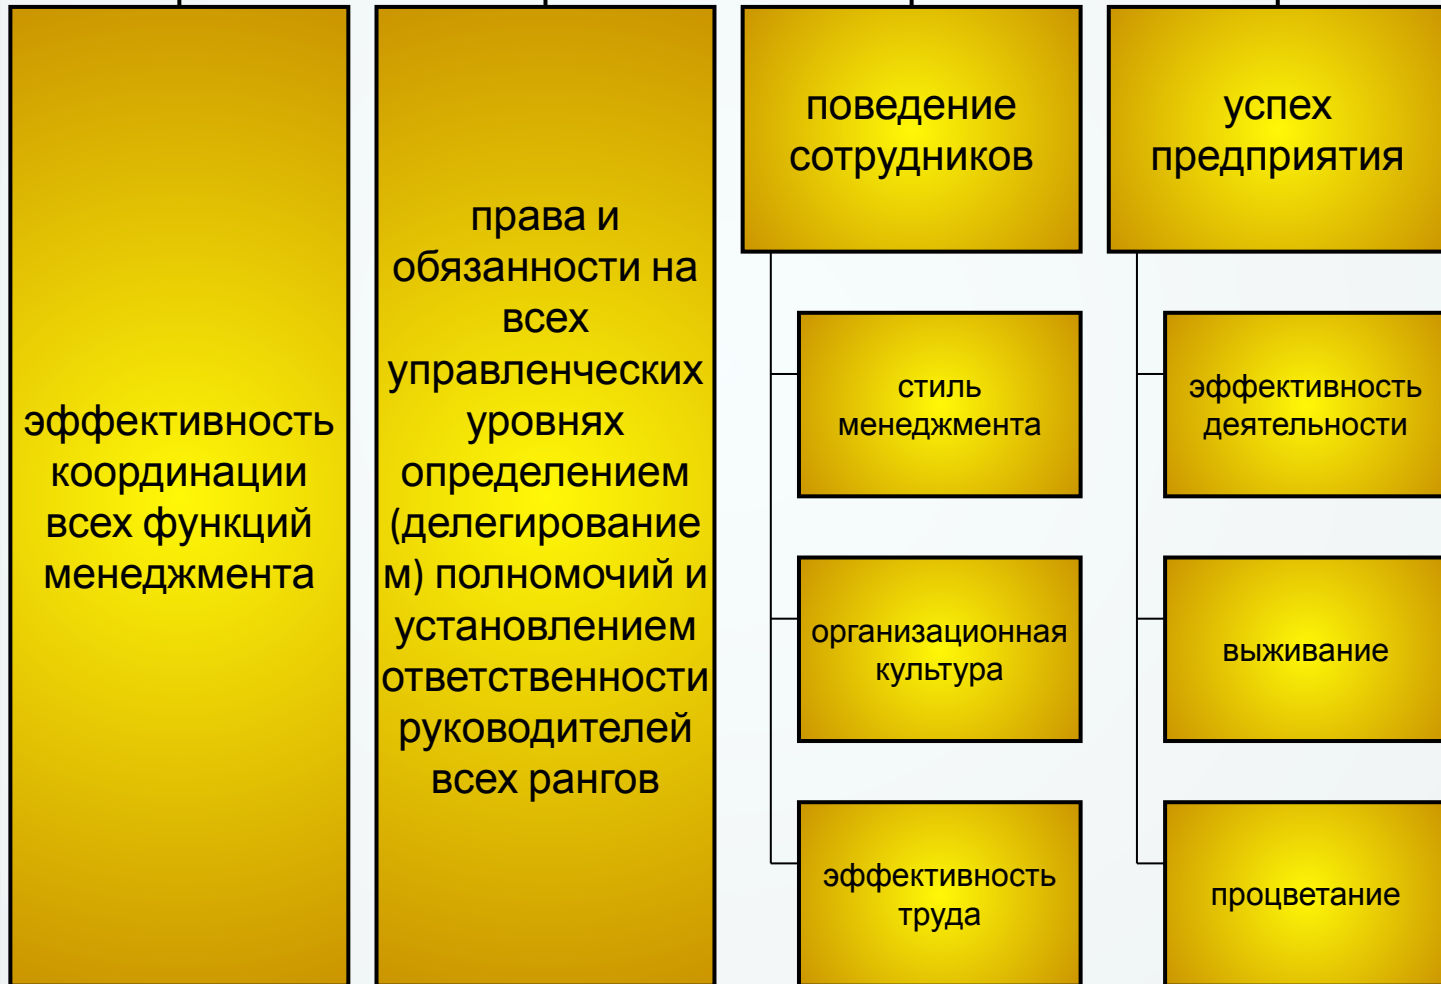 эффективность
координации
всех функций
менеджмента
права и
обязанности на
всех
управленческих
уровнях
определением
(делегирование
м) полномочий и
установлением
ответственности
руководителей
всех рангов
поведение
сотрудников
стиль
менеджмента
организационная
культура
эффективность
труда
успех
предприятия
эффективность
деятельности
выживание
процветание